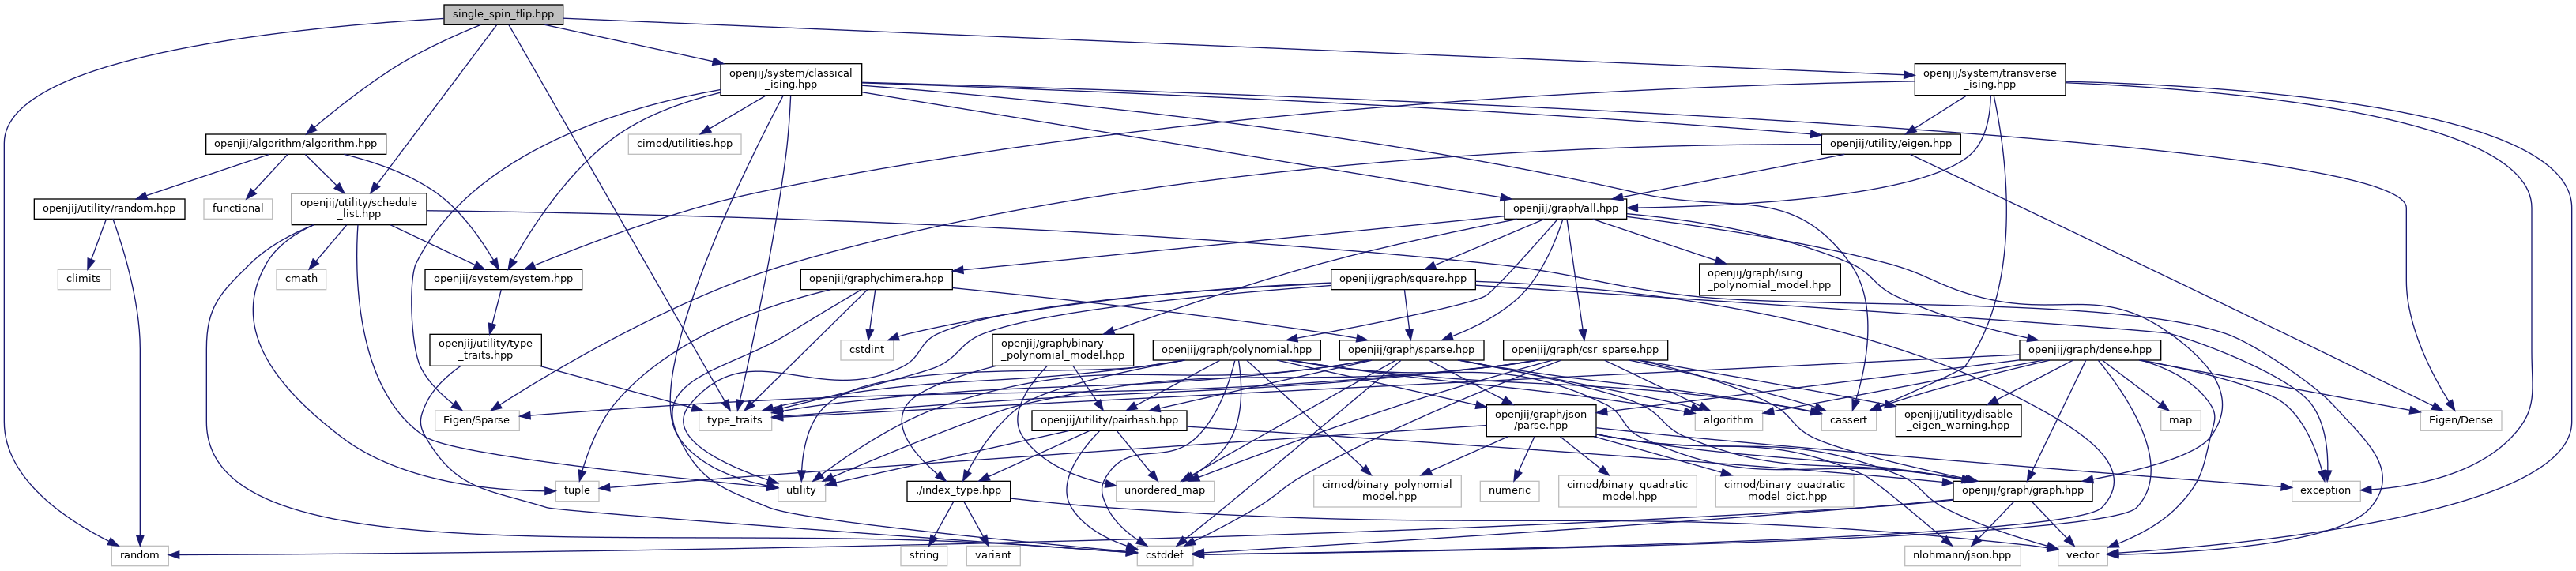 single_spin_flip.hpp
openjij/system/classical
_ising.hpp
openjij/system/transverse
_ising.hpp
openjij/algorithm/algorithm.hpp
cimod/utilities.hpp
openjij/utility/eigen.hpp
openjij/utility/random.hpp
functional
openjij/utility/schedule
_list.hpp
openjij/graph/all.hpp
climits
cmath
openjij/system/system.hpp
openjij/graph/chimera.hpp
openjij/graph/square.hpp
openjij/graph/ising
_polynomial_model.hpp
openjij/utility/type
_traits.hpp
cstdint
openjij/graph/binary
_polynomial_model.hpp
openjij/graph/polynomial.hpp
openjij/graph/sparse.hpp
openjij/graph/csr_sparse.hpp
openjij/graph/dense.hpp
Eigen/Sparse
type_traits
openjij/utility/pairhash.hpp
openjij/graph/json
/parse.hpp
algorithm
cassert
openjij/utility/disable
_eigen_warning.hpp
map
Eigen/Dense
tuple
utility
./index_type.hpp
unordered_map
cimod/binary_polynomial
_model.hpp
numeric
cimod/binary_quadratic
_model.hpp
cimod/binary_quadratic
_model_dict.hpp
openjij/graph/graph.hpp
exception
random
string
variant
cstddef
nlohmann/json.hpp
vector